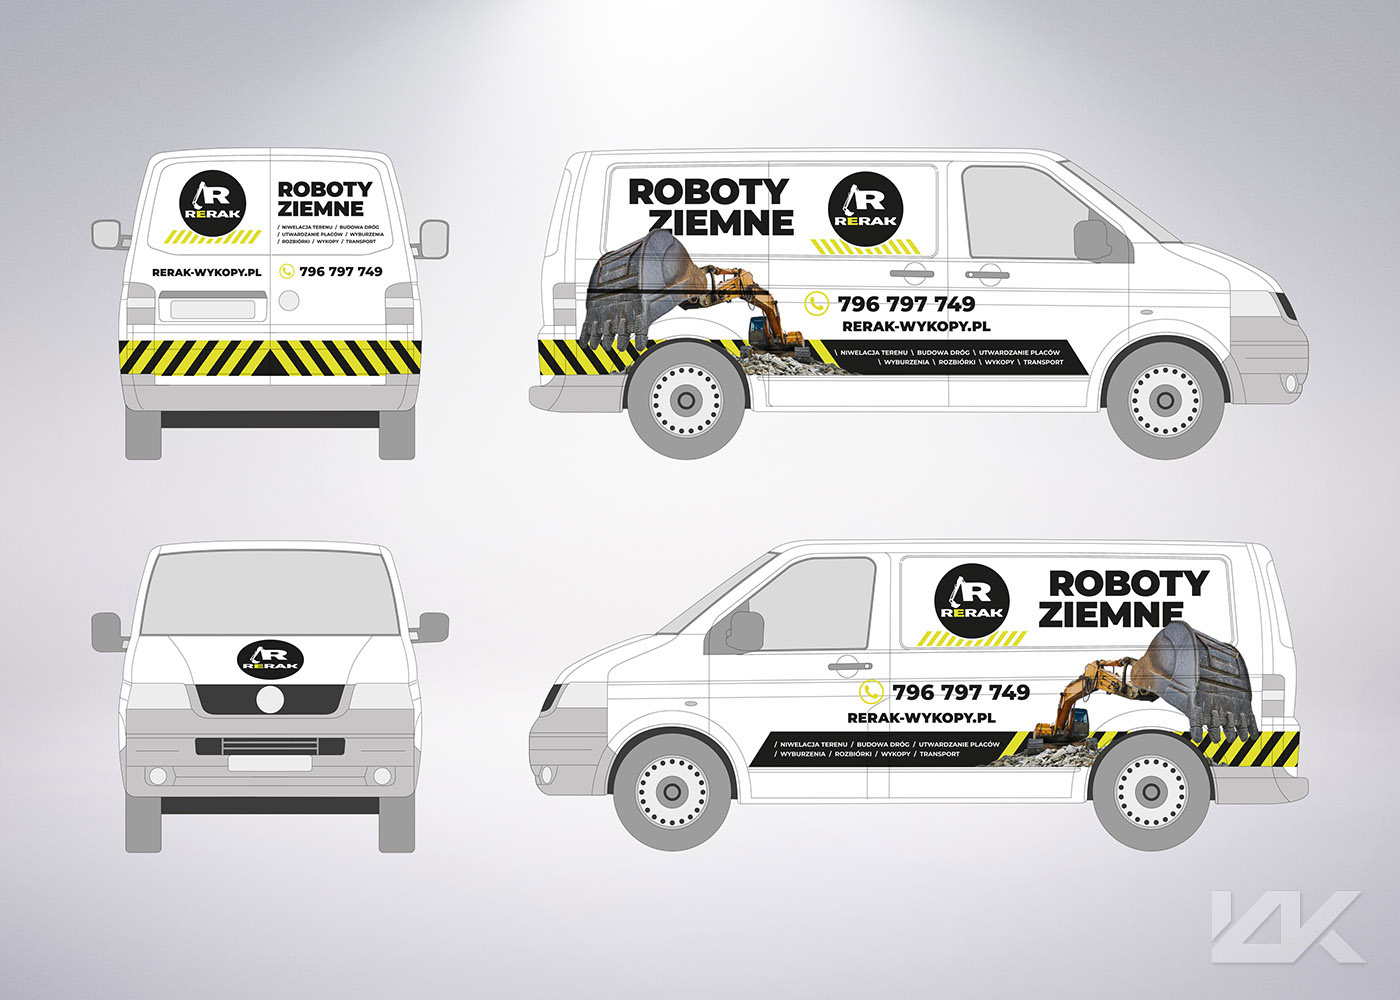 RERAK
ROBOTY
ZIEMNE
/ NIWELACJA TERENU / BUDOWA DRÓG
/ UTWARDZANIE PLACÓW / WYBURZENIA
/ ROZBIÓRKI / WYKOPY / TRANSPORT
RERAK-WYKOPY.PL
796 797 749
ROBOTY
ZIEMNE
RERAK
796 797 749
RERAK-WYKOPY.PL
\ NIWELACJA TERENU \ BUDOWA DRÓG \ UTWARDZANIE PLACÓW
\ WYBURZENIA \ ROZBIÓRKI \ WYKOPY \ TRANSPORT
RERAK
RERAK
ROBOTY
ZIEMNE
796 797 749
RERAK-WYKOPY.PL
/ NIWELACJA TERENU / BUDOWA DRÓG / UTWARDZANIE PLACÓW
/ WYBURZENIA / ROZBIÓRKI / WYKOPY / TRANSPORT